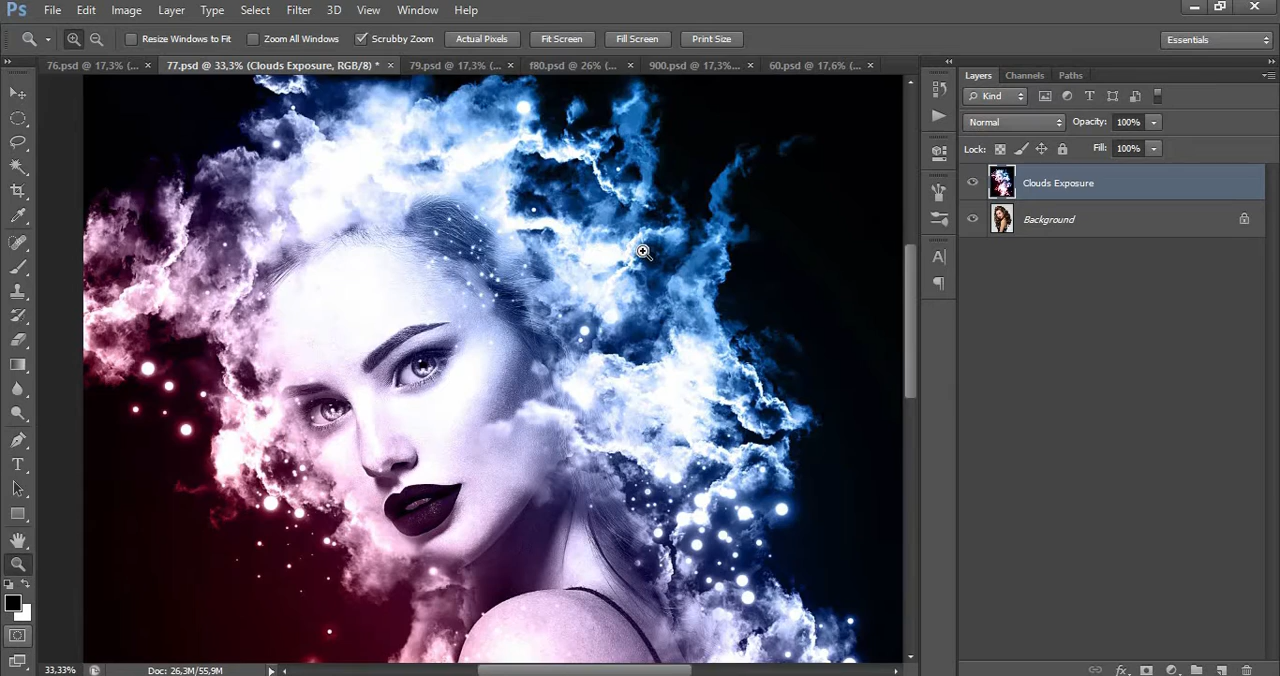 Ps File Edit Image Layer Type Select Filter 3D View Window Help
Resize Windows to Fit Zoom All Windows Scrubby Zoom Actual Pixels Fit Screen Fill Screen Print Size Essentials
76.psd @ 17,3% (... × 77.psd @ 33,3% (Clouds Exposure, RGB/8) * × 79.psd @ 17,3% (... × f80.psd @ 26% (... × 900.psd @ 17,3%... × 60.psd @ 17,6% (... ×
Layers Channels Paths
Kind
Normal Opacity: 100%
Lock: Fill: 100%
Clouds Exposure
Background
33,33% Doc: 26,3M/55,9M